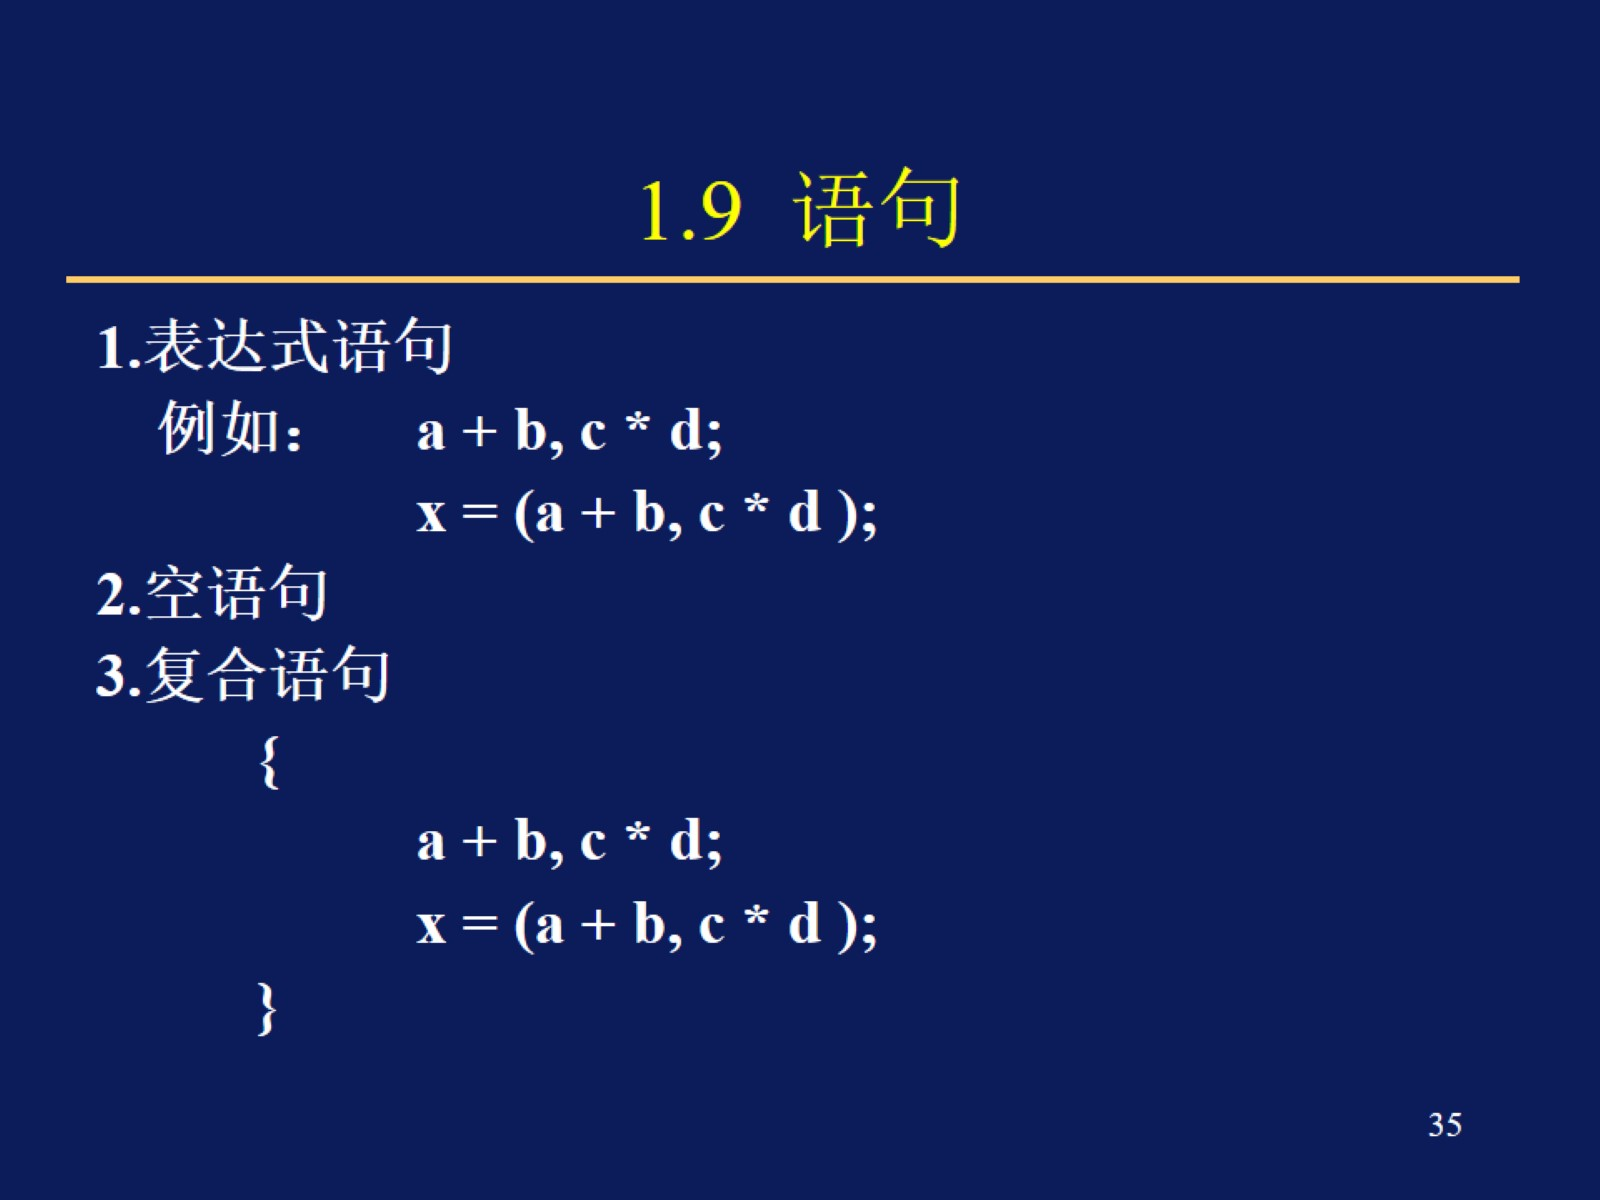 1.9 语句
1.表达式语句
例如： a + b, c * d;
x = (a + b, c * d );
2.空语句
3.复合语句
{
a + b, c * d;
x = (a + b, c * d );
}
35